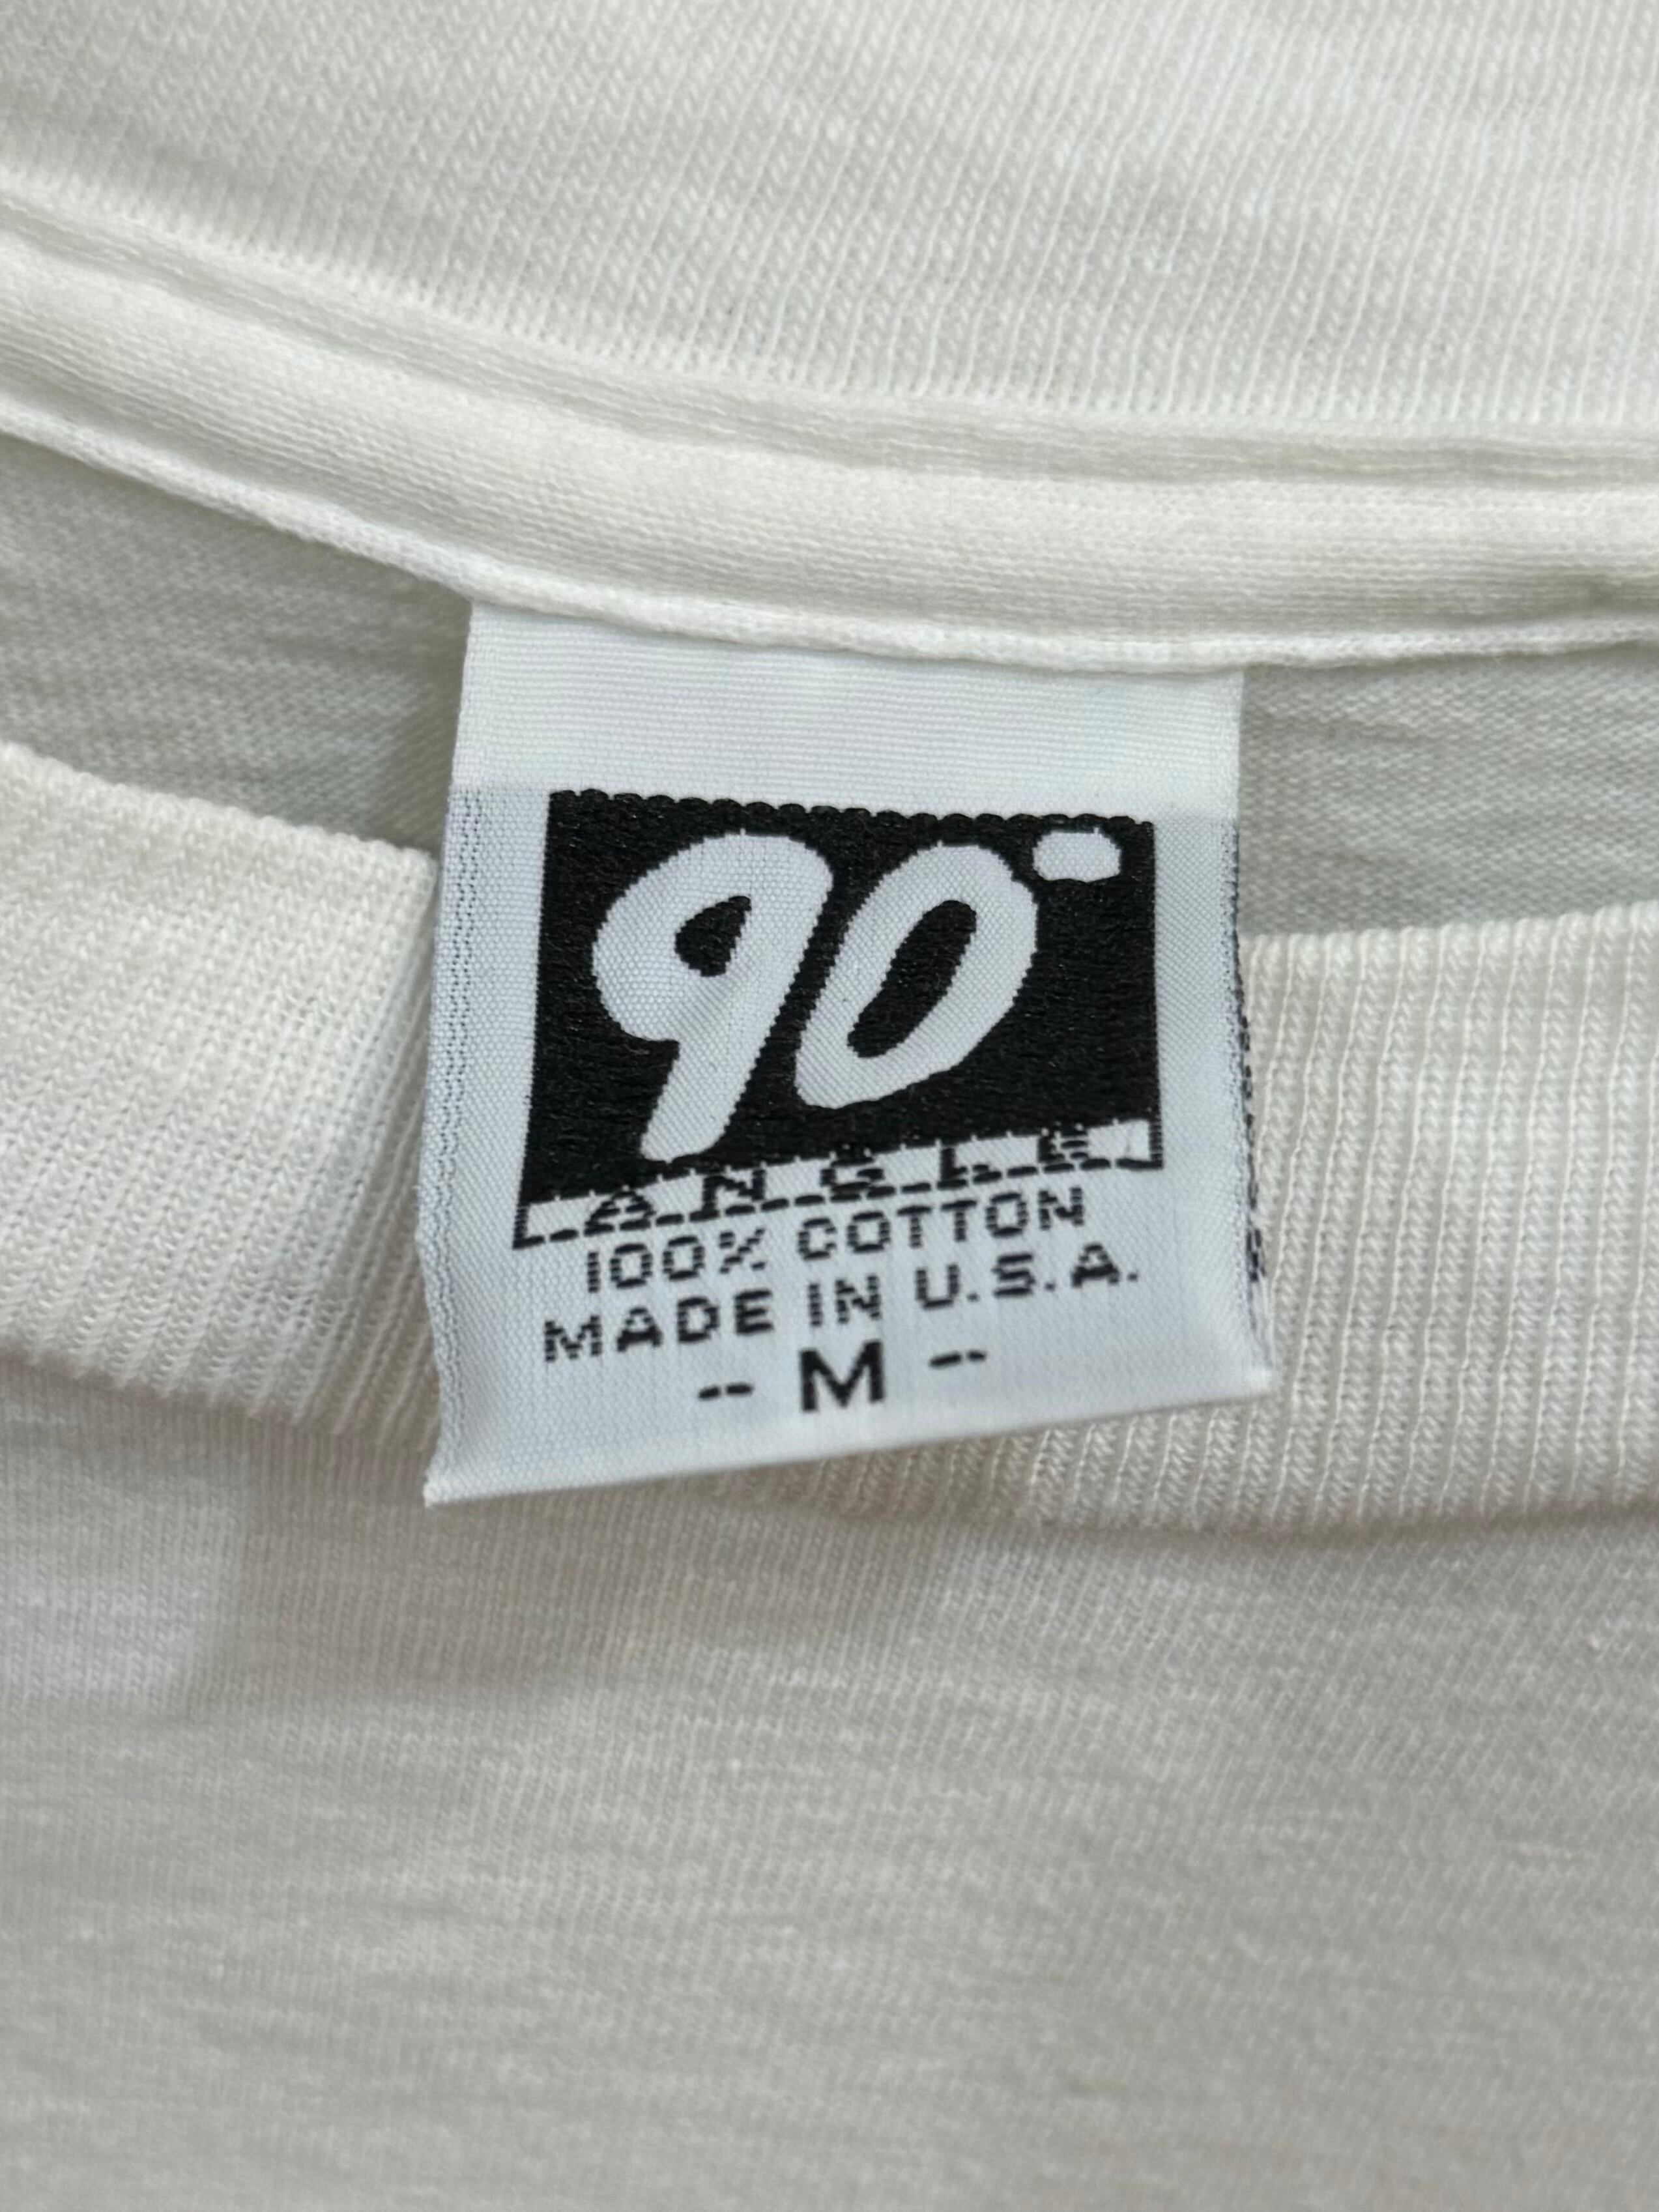 90°
ANGLE
100% COTTON
MADE IN U.S.A.
-- M --